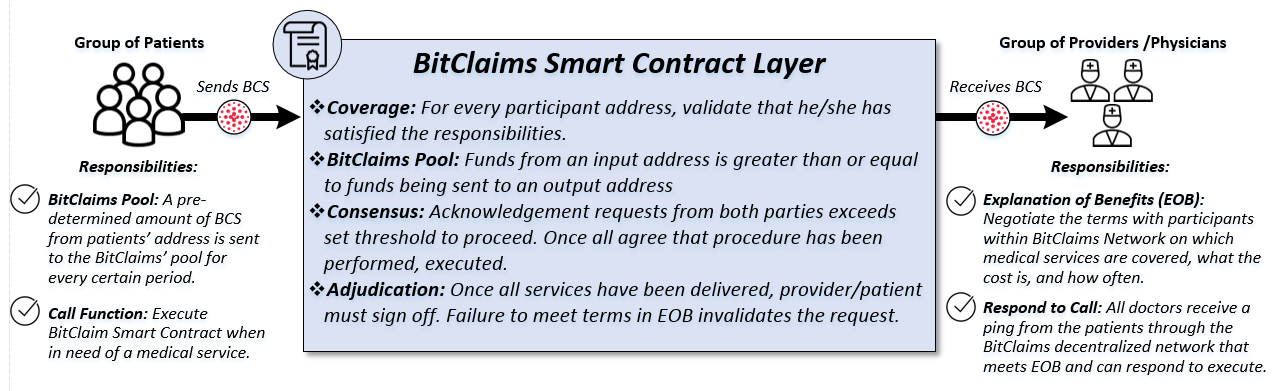 Group of Patients
Sends BCS
Responsibilities:
BitClaims Pool: A pre-
determined amount of BCS
from patients’ address is sent
to the BitClaims’ pool for
every certain period.
Call Function: Execute
BitClaim Smart Contract when
in need of a medical service.
BitClaims Smart Contract Layer
❖Coverage: For every participant address, validate that he/she has
satisfied the responsibilities.
❖BitClaims Pool: Funds from an input address is greater than or equal
to funds being sent to an output address
❖Consensus: Acknowledgement requests from both parties exceeds
set threshold to proceed. Once all agree that procedure has been
performed, executed.
❖Adjudication: Once all services have been delivered, provider/patient
must sign off. Failure to meet terms in EOB invalidates the request.
Group of Providers /Physicians
Receives BCS
Responsibilities:
Explanation of Benefits (EOB):
Negotiate the terms with participants
within BitClaims Network on which
medical services are covered, what the
cost is, and how often.
Respond to Call: All doctors receive a
ping from the patients through the
BitClaims decentralized network that
meets EOB and can respond to execute.